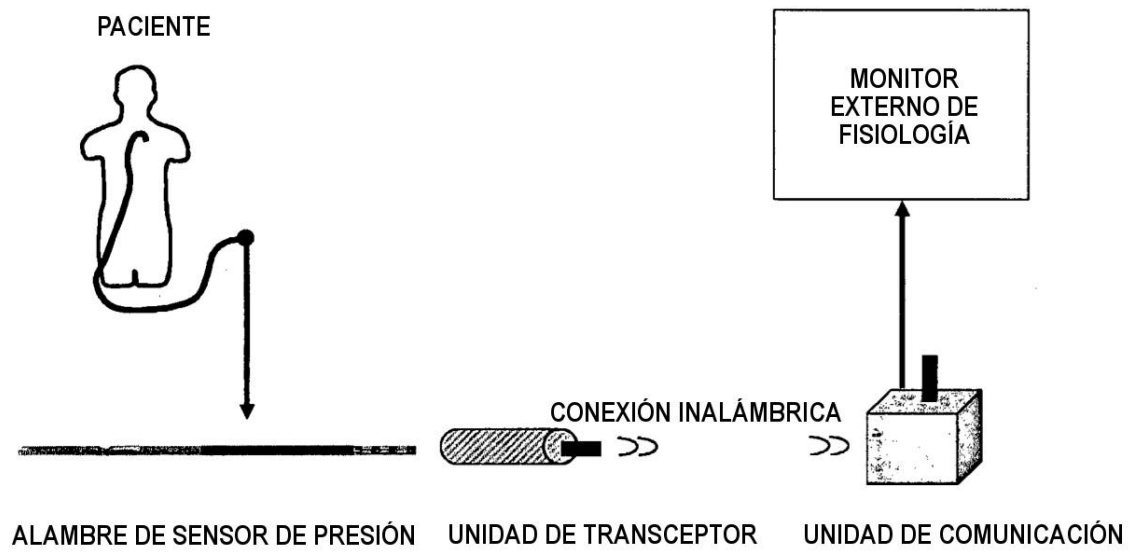 PACIENTE
MONITOR
EXTERNO DE
FISIOLOGÍA
CONEXIÓN INALÁMBRICA
ALAMBRE DE SENSOR DE PRESIÓN
UNIDAD DE TRANSCEPTOR
UNIDAD DE COMUNICACIÓN